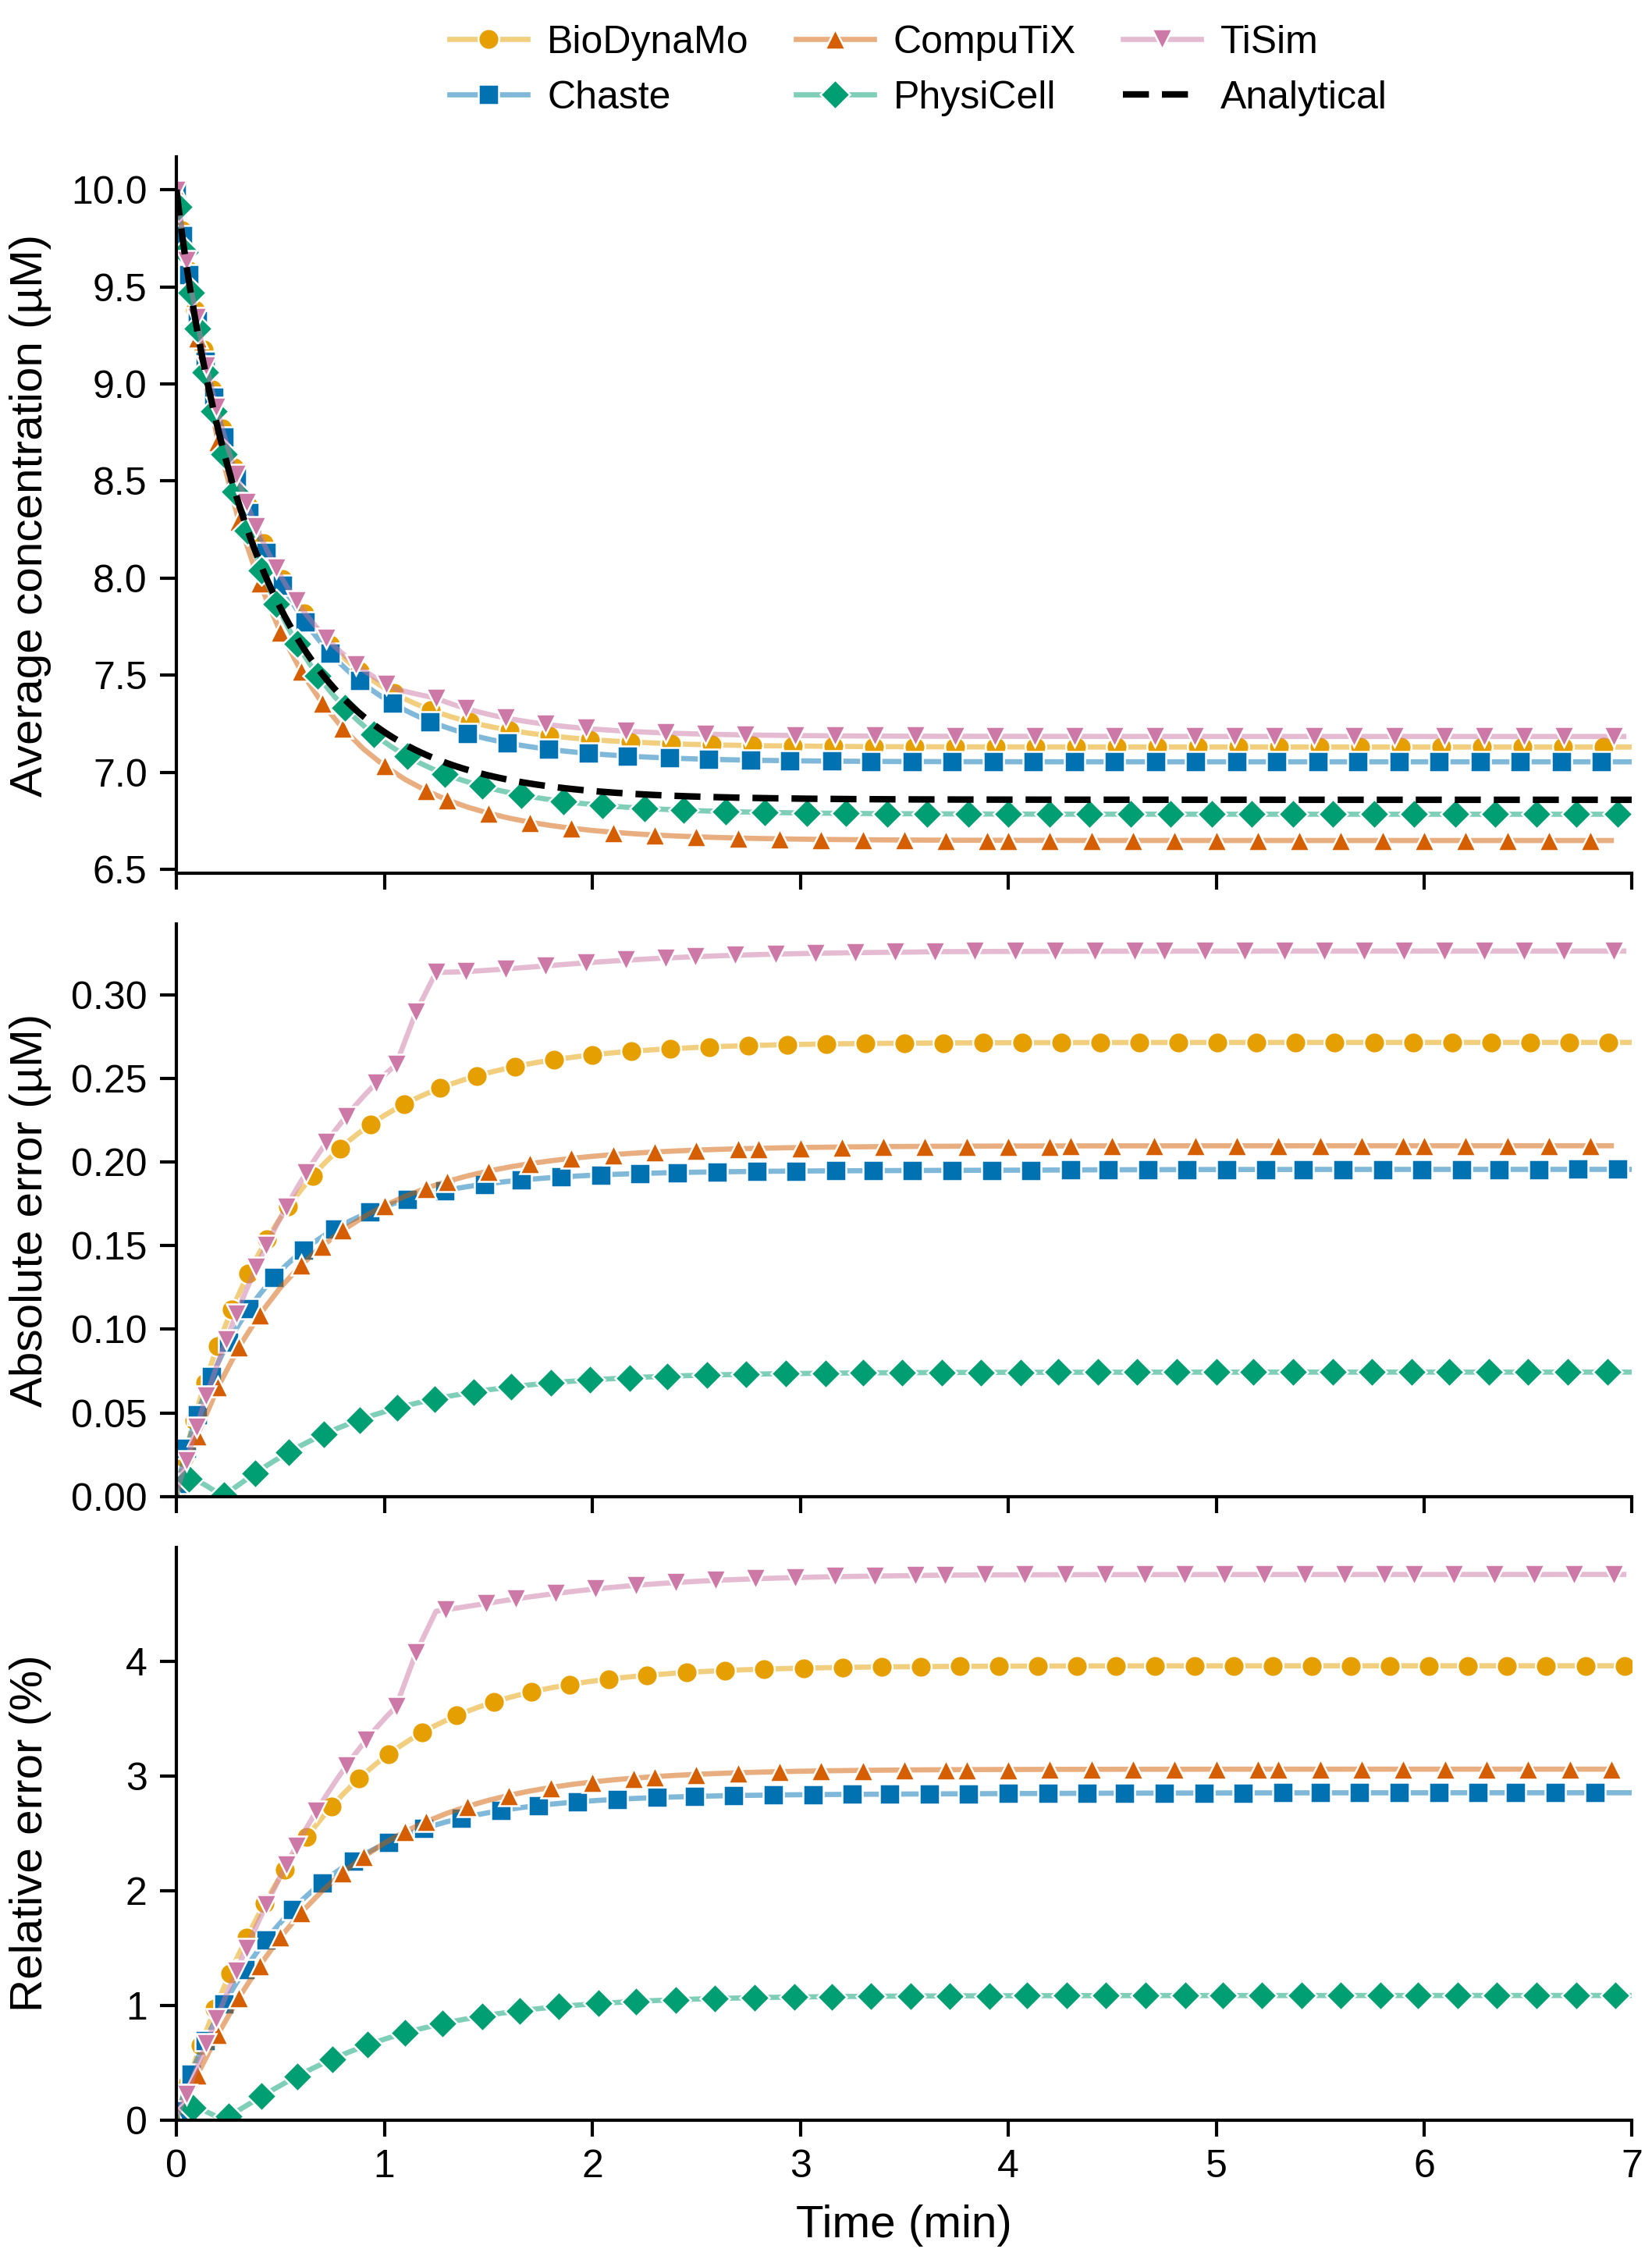 BioDynaMo CompuTiX TiSim
Chaste PhysiCell Analytical
Average concentration (µM)
10.0
9.5
9.0
8.5
8.0
7.5
7.0
6.5
Absolute error (µM)
0.30
0.25
0.20
0.15
0.10
0.05
0.00
Relative error (%)
4
3
2
1
0
0 1 2 3 4 5 6 7
Time (min)